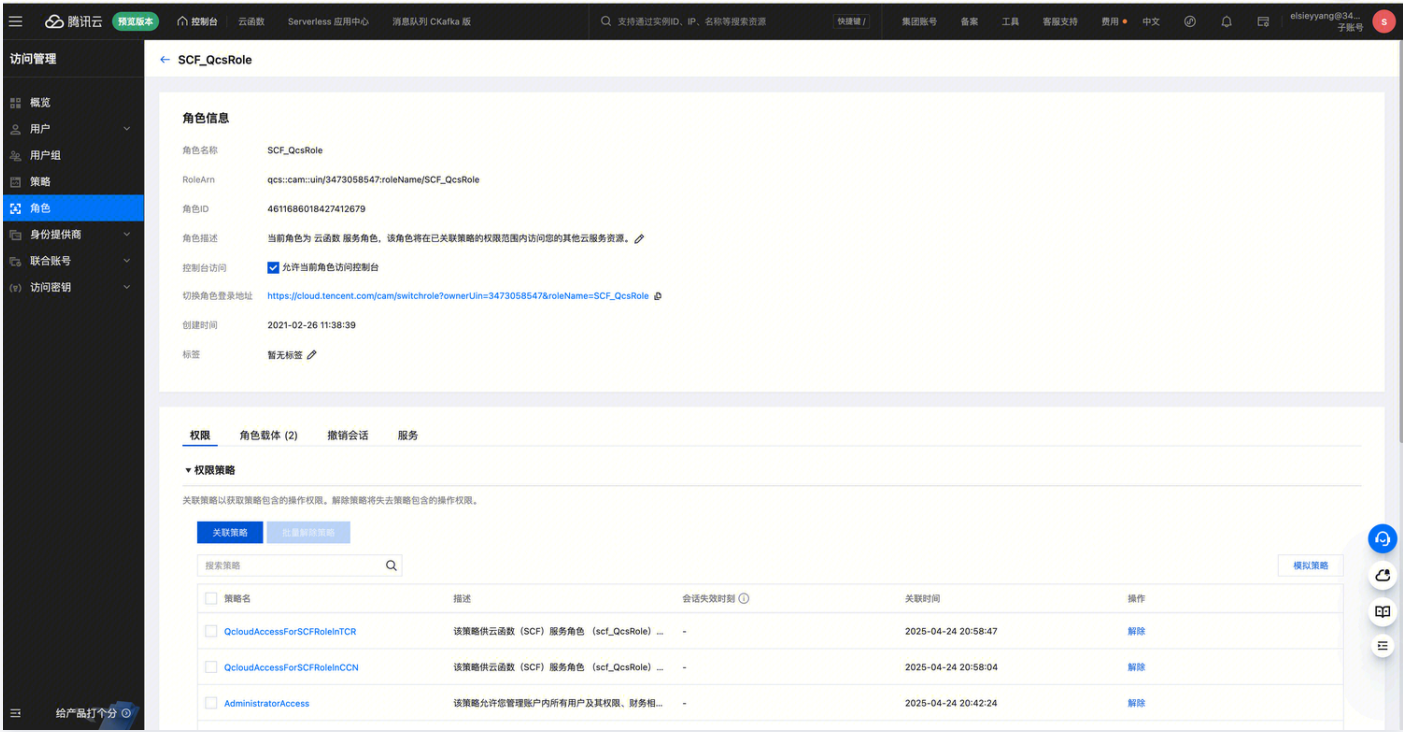 腾讯云 预览版本 控制台 云函数 Serverless 应用中心 消息队列 CKafka 版 支持通过实例ID、IP、名称等搜索资源 快捷键 / 集团账号 备案 工具 客服支持 费用 中文 elsieyyang@34... 子账号 S
访问管理
概览
用户
用户组
策略
角色
身份提供商
联合账号
访问密钥
给产品打个分
SCF_QcsRole
角色信息
角色名称 SCF_QcsRole
RoleArn qcs::cam::uin/3473058547:roleName/SCF_QcsRole
角色ID 4611686018427412679
角色描述 当前角色为 云函数 服务角色，该角色将在已关联策略的权限范围内访问您的其他云服务资源。
控制台访问 允许当前角色访问控制台
切换角色登录地址 https://cloud.tencent.com/cam/switchrole?ownerUin=3473058547&roleName=SCF_QcsRole
创建时间 2021-02-26 11:38:39
标签 暂无标签
权限 角色载体 (2) 撤销会话 服务
权限策略
关联策略以获取策略包含的操作权限。解除策略将失去策略包含的操作权限。
关联策略 批量解除策略
搜索策略 模拟策略
策略名 描述 会话失效时刻 关联时间 操作
QcloudAccessForSCFRoleInTCR 该策略供云函数（SCF）服务角色 （scf_QcsRole）... - 2025-04-24 20:58:47 解除
QcloudAccessForSCFRoleInCCN 该策略供云函数（SCF）服务角色 （scf_QcsRole）... - 2025-04-24 20:58:04 解除
AdministratorAccess 该策略允许您管理账户内所有用户及其权限、财务相... - 2025-04-24 20:42:24 解除